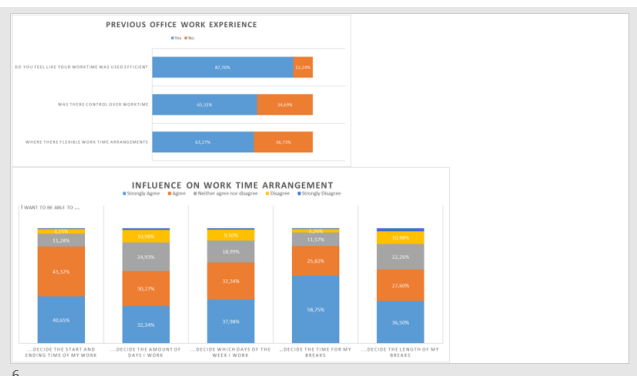 PREVIOUS OFFICE WORK EXPERIENCE
Yes No
DO YOU FEEL LIKE YOUR WORKTIME WAS USED EFFICIENT
87,76% 12,24%
WAS THERE CONTROL OVER WORKTIME
65,31% 34,69%
WHERE THERE FLEXIBLE WORK TIME ARRANGEMENTS
63,27% 36,73%
INFLUENCE ON WORK TIME ARRANGEMENT
Strongly Agree Agree Neither agree nor disagree Disagree Strongly Disagree
I WANT TO BE ABLE TO ...
11,28% 24,93% 18,99% 11,57% 22,26%
43,32% 30,27% 32,34% 25,82% 27,60%
40,65% 32,34% 37,98% 58,75% 36,50%
...DECIDE THE START AND ENDING TIME OF MY WORK
...DECIDE THE AMOUNT OF DAYS I WORK
...DECIDE WHICH DAYS OF THE WEEK I WORK
...DECIDE THE TIME FOR MY BREAKS
...DECIDE THE LENGTH OF MY BREAKS
6